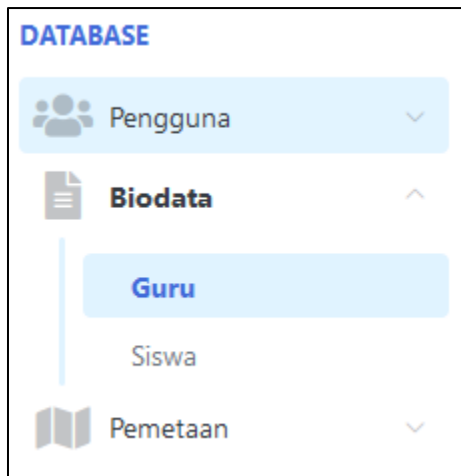 DATABASE
Pengguna
Biodata
Guru
Siswa
Pemetaan